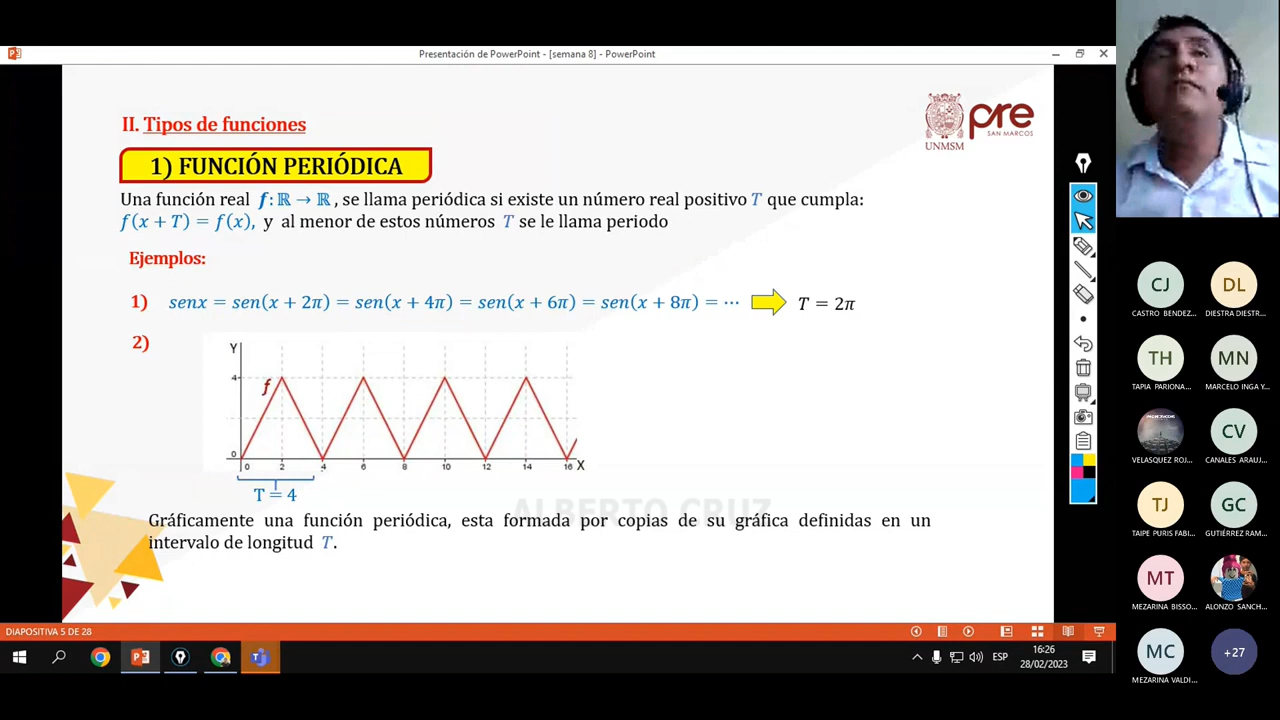 Presentación de PowerPoint - [semana 8] - PowerPoint
II. Tipos de funciones
pre
SAN MARCOS
UNMSM
1) FUNCIÓN PERIÓDICA
Una función real f: ℝ → ℝ , se llama periódica si existe un número real positivo T que cumpla:
f(x + T) = f(x), y al menor de estos números T se le llama periodo
Ejemplos:
1) senx = sen(x + 2π) = sen(x + 4π) = sen(x + 6π) = sen(x + 8π) = ⋯ T = 2π
2)
Y
4
f
0
0 2 4 6 8 10 12 14 16 X
T = 4
ALBERTO CRUZ
Gráficamente una función periódica, esta formada por copias de su gráfica definidas en un
intervalo de longitud T.
DIAPOSITIVA 5 DE 28
ESP
16:26
28/02/2023
CJ
CASTRO BENDEZ...
DL
DIESTRA DIESTR...
TH
TAPIA PARIONA...
MN
MARCELO INGA Y...
VELASQUEZ ROJ...
CV
CANALES ARAUJ...
TJ
TAIPE PURIS FABI...
GC
GUTIÉRREZ RAM...
MT
MEZARINA BISSO...
ALONZO SANCH...
MC
MEZARINA VALDI...
+27